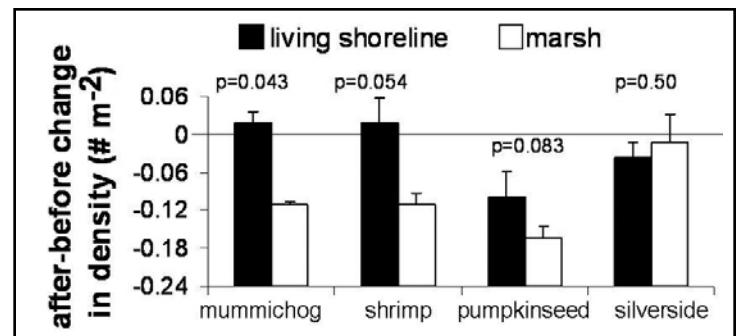 living shoreline marsh
after-before change
in density (# m-2)
p=0.043 p=0.054 p=0.083 p=0.50
0.06
0
-0.06
-0.12
-0.18
-0.24
mummichog shrimp pumpkinseed silverside